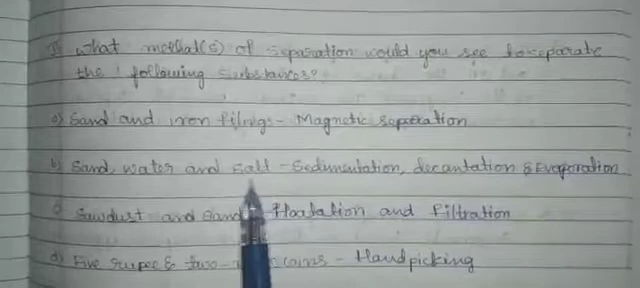 what method(s) of separation would you use to separate
the following substances?
a) Sand and iron filings - Magnetic separation
b) Sand, water and salt - Sedimentation, decantation & Evaporation
c) Sawdust and sand - Floatation and filtration
d) Five rupee & two- coins - Handpicking